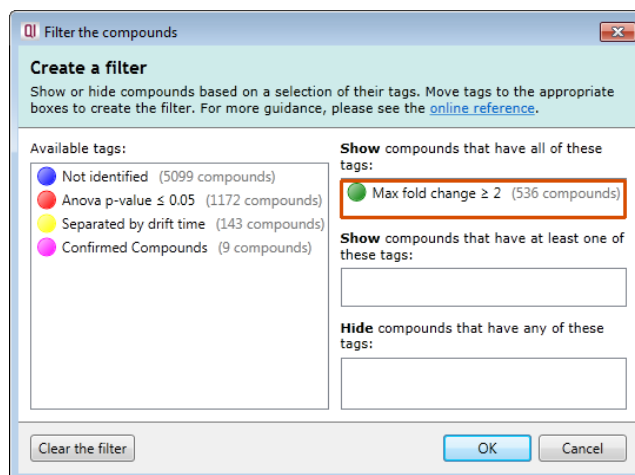 QI Filter the compounds
Create a filter
Show or hide compounds based on a selection of their tags. Move tags to the appropriate
boxes to create the filter. For more guidance, please see the online reference.
Available tags:
Not identified (5099 compounds)
Anova p-value ≤ 0.05 (1172 compounds)
Separated by drift time (143 compounds)
Confirmed Compounds (9 compounds)
Show compounds that have all of these
tags:
Max fold change ≥ 2 (536 compounds)
Show compounds that have at least one of
these tags:
Hide compounds that have any of these
tags:
Clear the filter
OK
Cancel